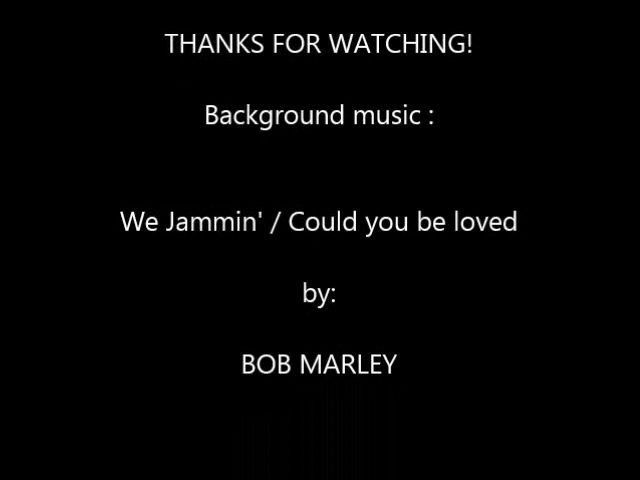 THANKS FOR WATCHING!
Background music :
We Jammin' / Could you be loved
by:
BOB MARLEY